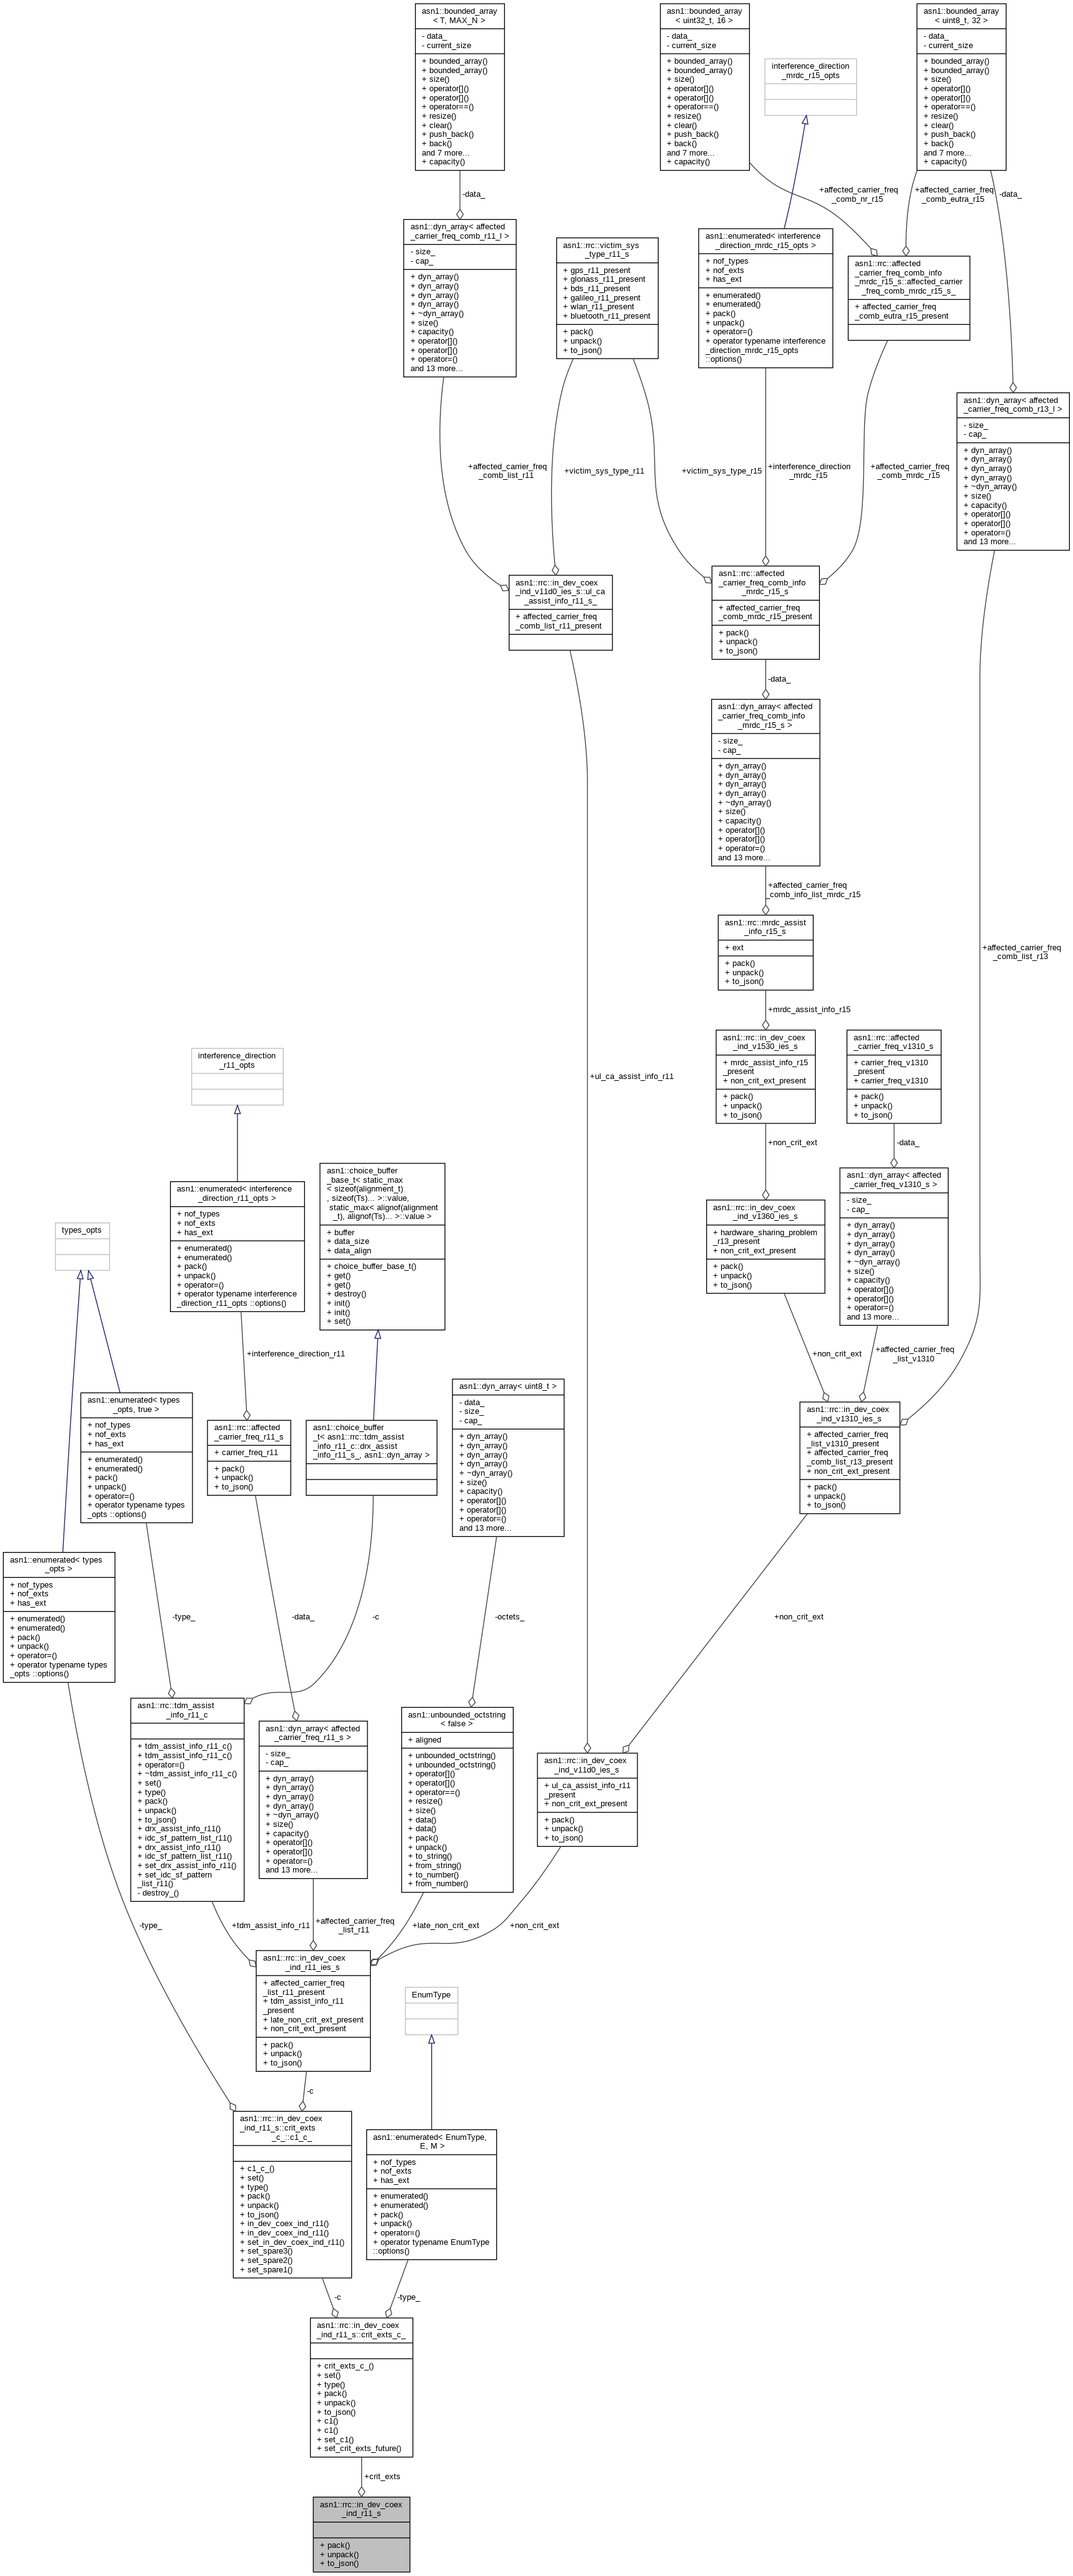 asn1::bounded_array
< T, MAX_N >
- data_
- current_size
+ bounded_array()
+ bounded_array()
+ size()
+ operator[]()
+ operator[]()
+ operator==()
+ resize()
+ clear()
+ push_back()
+ back()
and 7 more...
+ capacity()
asn1::bounded_array
< uint32_t, 16 >
- data_
- current_size
+ bounded_array()
+ bounded_array()
+ size()
+ operator[]()
+ operator[]()
+ operator==()
+ resize()
+ clear()
+ push_back()
+ back()
and 7 more...
+ capacity()
interference_direction
_mrdc_r15_opts
asn1::bounded_array
< uint8_t, 32 >
- data_
- current_size
+ bounded_array()
+ bounded_array()
+ size()
+ operator[]()
+ operator[]()
+ operator==()
+ resize()
+ clear()
+ push_back()
+ back()
and 7 more...
+ capacity()
-data_
+affected_carrier_freq
_comb_nr_r15
+affected_carrier_freq
_comb_eutra_r15
-data_
asn1::dyn_array< affected
_carrier_freq_comb_r11_l >
- size_
- cap_
+ dyn_array()
+ dyn_array()
+ dyn_array()
+ dyn_array()
+ ~dyn_array()
+ size()
+ capacity()
+ operator[]()
+ operator[]()
+ operator=()
and 13 more...
asn1::rrc::victim_sys
_type_r11_s
+ gps_r11_present
+ glonass_r11_present
+ bds_r11_present
+ galileo_r11_present
+ wlan_r11_present
+ bluetooth_r11_present
+ pack()
+ unpack()
+ to_json()
asn1::enumerated< interference
_direction_mrdc_r15_opts >
+ nof_types
+ nof_exts
+ has_ext
+ enumerated()
+ enumerated()
+ pack()
+ unpack()
+ operator=()
+ operator typename interference
_direction_mrdc_r15_opts
::options()
asn1::rrc::affected
_carrier_freq_comb_info
_mrdc_r15_s::affected_carrier
_freq_comb_mrdc_r15_s_
+ affected_carrier_freq
_comb_eutra_r15_present
asn1::dyn_array< affected
_carrier_freq_comb_r13_l >
- size_
- cap_
+ dyn_array()
+ dyn_array()
+ dyn_array()
+ dyn_array()
+ ~dyn_array()
+ size()
+ capacity()
+ operator[]()
+ operator[]()
+ operator=()
and 13 more...
+affected_carrier_freq
_comb_list_r11
+victim_sys_type_r11
+victim_sys_type_r15
+interference_direction
_mrdc_r15
+affected_carrier_freq
_comb_mrdc_r15
asn1::rrc::in_dev_coex
_ind_v11d0_ies_s::ul_ca
_assist_info_r11_s_
+ affected_carrier_freq
_comb_list_r11_present
asn1::rrc::affected
_carrier_freq_comb_info
_mrdc_r15_s
+ affected_carrier_freq
_comb_mrdc_r15_present
+ pack()
+ unpack()
+ to_json()
-data_
asn1::dyn_array< affected
_carrier_freq_comb_info
_mrdc_r15_s >
- size_
- cap_
+ dyn_array()
+ dyn_array()
+ dyn_array()
+ dyn_array()
+ ~dyn_array()
+ size()
+ capacity()
+ operator[]()
+ operator[]()
+ operator=()
and 13 more...
+affected_carrier_freq
_comb_info_list_mrdc_r15
asn1::rrc::mrdc_assist
_info_r15_s
+ ext
+ pack()
+ unpack()
+ to_json()
+affected_carrier_freq
_comb_list_r13
+mrdc_assist_info_r15
asn1::rrc::in_dev_coex
_ind_v1530_ies_s
+ mrdc_assist_info_r15
_present
+ non_crit_ext_present
+ pack()
+ unpack()
+ to_json()
asn1::rrc::affected
_carrier_freq_v1310_s
+ carrier_freq_v1310
_present
+ carrier_freq_v1310
+ pack()
+ unpack()
+ to_json()
+ul_ca_assist_info_r11
interference_direction
_r11_opts
+non_crit_ext
-data_
asn1::choice_buffer
_base_t< static_max
< sizeof(alignment_t)
, sizeof(Ts)... >::value,
static_max< alignof(alignment
_t), alignof(Ts)... >::value >
+ buffer
+ data_size
+ data_align
+ choice_buffer_base_t()
+ get()
+ get()
+ destroy()
+ init()
+ init()
+ set()
asn1::dyn_array< affected
_carrier_freq_v1310_s >
- size_
- cap_
+ dyn_array()
+ dyn_array()
+ dyn_array()
+ dyn_array()
+ ~dyn_array()
+ size()
+ capacity()
+ operator[]()
+ operator[]()
+ operator=()
and 13 more...
asn1::enumerated< interference
_direction_r11_opts >
+ nof_types
+ nof_exts
+ has_ext
+ enumerated()
+ enumerated()
+ pack()
+ unpack()
+ operator=()
+ operator typename interference
_direction_r11_opts ::options()
asn1::rrc::in_dev_coex
_ind_v1360_ies_s
+ hardware_sharing_problem
_r13_present
+ non_crit_ext_present
+ pack()
+ unpack()
+ to_json()
types_opts
+interference_direction_r11
+non_crit_ext
+affected_carrier_freq
_list_v1310
asn1::dyn_array< uint8_t >
- data_
- size_
- cap_
+ dyn_array()
+ dyn_array()
+ dyn_array()
+ dyn_array()
+ ~dyn_array()
+ size()
+ capacity()
+ operator[]()
+ operator[]()
+ operator=()
and 13 more...
asn1::enumerated< types
_opts, true >
+ nof_types
+ nof_exts
+ has_ext
+ enumerated()
+ enumerated()
+ pack()
+ unpack()
+ operator=()
+ operator typename types
_opts ::options()
asn1::rrc::affected
_carrier_freq_r11_s
+ carrier_freq_r11
+ pack()
+ unpack()
+ to_json()
asn1::choice_buffer
_t< asn1::rrc::tdm_assist
_info_r11_c::drx_assist
_info_r11_s_, asn1::dyn_array >
asn1::rrc::in_dev_coex
_ind_v1310_ies_s
+ affected_carrier_freq
_list_v1310_present
+ affected_carrier_freq
_comb_list_r13_present
+ non_crit_ext_present
+ pack()
+ unpack()
+ to_json()
asn1::enumerated< types
_opts >
+ nof_types
+ nof_exts
+ has_ext
+ enumerated()
+ enumerated()
+ pack()
+ unpack()
+ operator=()
+ operator typename types
_opts ::options()
-type_
-data_
-c
-octets_
+non_crit_ext
asn1::rrc::tdm_assist
_info_r11_c
+ tdm_assist_info_r11_c()
+ tdm_assist_info_r11_c()
+ operator=()
+ ~tdm_assist_info_r11_c()
+ set()
+ type()
+ pack()
+ unpack()
+ to_json()
+ drx_assist_info_r11()
+ idc_sf_pattern_list_r11()
+ drx_assist_info_r11()
+ idc_sf_pattern_list_r11()
+ set_drx_assist_info_r11()
+ set_idc_sf_pattern
_list_r11()
- destroy_()
asn1::dyn_array< affected
_carrier_freq_r11_s >
- size_
- cap_
+ dyn_array()
+ dyn_array()
+ dyn_array()
+ dyn_array()
+ ~dyn_array()
+ size()
+ capacity()
+ operator[]()
+ operator[]()
+ operator=()
and 13 more...
asn1::unbounded_octstring
< false >
+ aligned
+ unbounded_octstring()
+ unbounded_octstring()
+ operator[]()
+ operator[]()
+ operator==()
+ resize()
+ size()
+ data()
+ data()
+ pack()
+ unpack()
+ to_string()
+ from_string()
+ to_number()
+ from_number()
asn1::rrc::in_dev_coex
_ind_v11d0_ies_s
+ ul_ca_assist_info_r11
_present
+ non_crit_ext_present
+ pack()
+ unpack()
+ to_json()
-type_
+tdm_assist_info_r11
+affected_carrier_freq
_list_r11
+late_non_crit_ext
+non_crit_ext
asn1::rrc::in_dev_coex
_ind_r11_ies_s
+ affected_carrier_freq
_list_r11_present
+ tdm_assist_info_r11
_present
+ late_non_crit_ext_present
+ non_crit_ext_present
+ pack()
+ unpack()
+ to_json()
EnumType
-c
asn1::rrc::in_dev_coex
_ind_r11_s::crit_exts
_c_::c1_c_
+ c1_c_()
+ set()
+ type()
+ pack()
+ unpack()
+ to_json()
+ in_dev_coex_ind_r11()
+ in_dev_coex_ind_r11()
+ set_in_dev_coex_ind_r11()
+ set_spare3()
+ set_spare2()
+ set_spare1()
asn1::enumerated< EnumType,
E, M >
+ nof_types
+ nof_exts
+ has_ext
+ enumerated()
+ enumerated()
+ pack()
+ unpack()
+ operator=()
+ operator typename EnumType
::options()
-c
-type_
asn1::rrc::in_dev_coex
_ind_r11_s::crit_exts_c_
+ crit_exts_c_()
+ set()
+ type()
+ pack()
+ unpack()
+ to_json()
+ c1()
+ c1()
+ set_c1()
+ set_crit_exts_future()
+crit_exts
asn1::rrc::in_dev_coex
_ind_r11_s
+ pack()
+ unpack()
+ to_json()